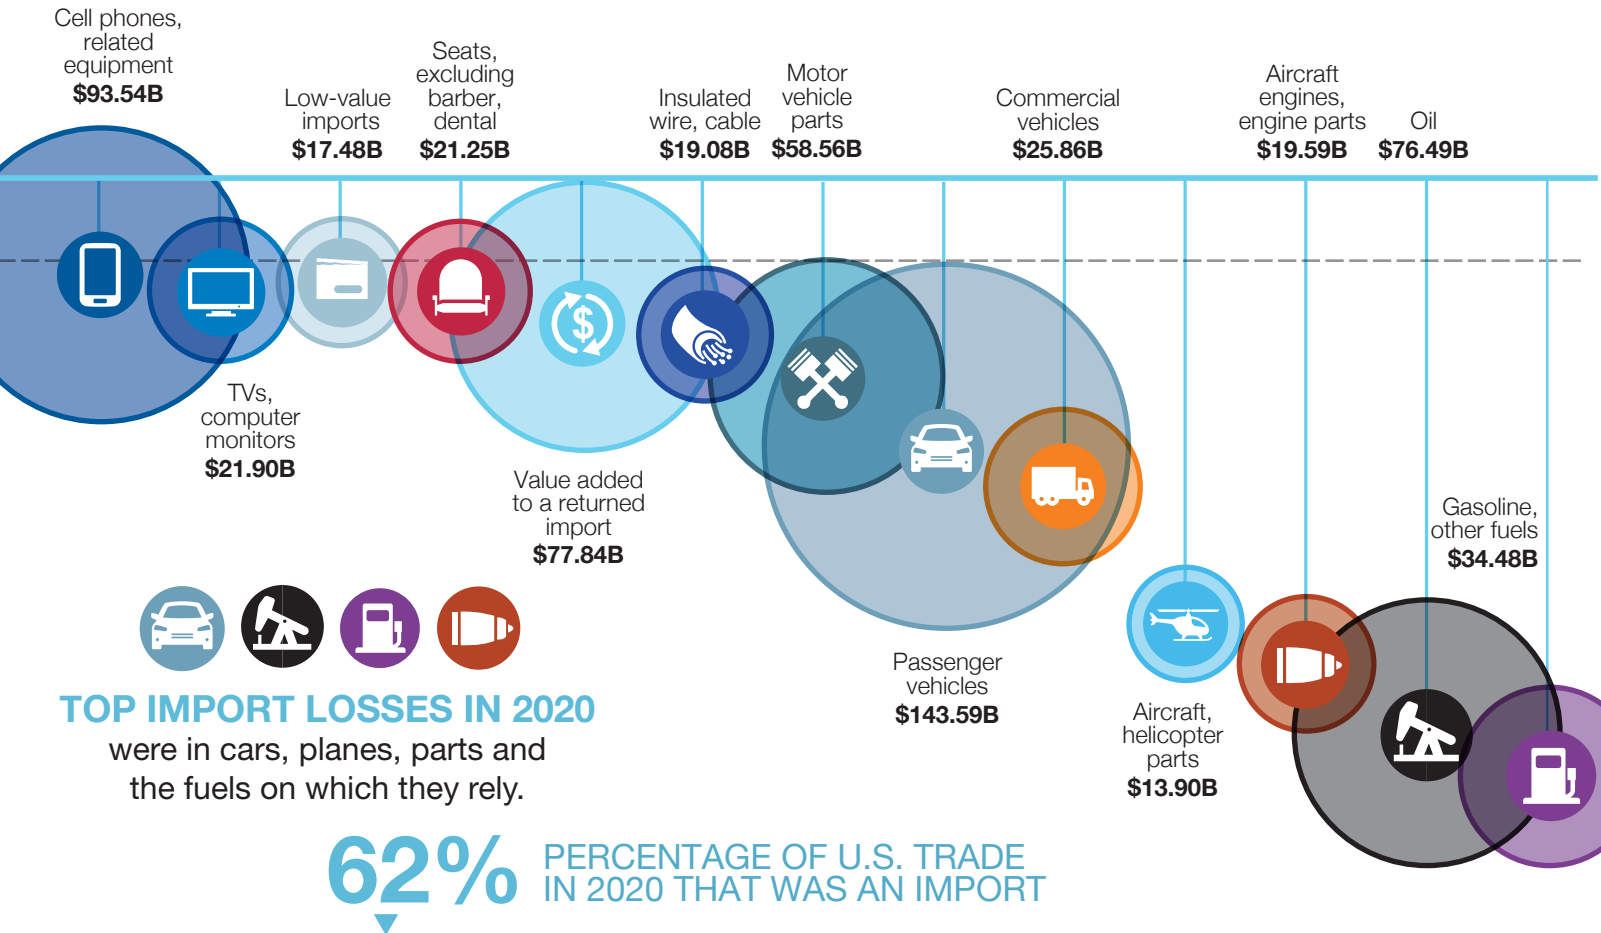 Cell phones,
related
equipment
$93.54B
Low-value
imports
$17.48B
Seats,
excluding
barber,
dental
$21.25B
Insulated
wire, cable
$19.08B
Motor
vehicle
parts
$58.56B
Commercial
vehicles
$25.86B
Aircraft
engines,
engine parts
$19.59B
Oil
$76.49B
$
TVs,
computer
monitors
$21.90B
Value added
to a returned
import
$77.84B
Gasoline,
other fuels
$34.48B
Passenger
vehicles
$143.59B
Aircraft,
helicopter
parts
$13.90B
TOP IMPORT LOSSES IN 2020
were in cars, planes, parts and
the fuels on which they rely.
62%
PERCENTAGE OF U.S. TRADE
IN 2020 THAT WAS AN IMPORT